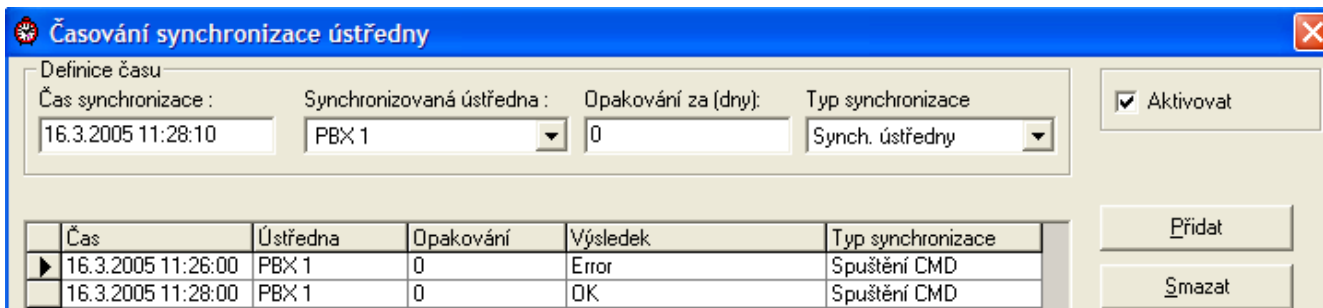 Časování synchronizace ústředny
Definice času
Čas synchronizace : Synchronizovaná ústředna : Opakování za (dny): Typ synchronizace
Aktivovat
16.3.2005 11:28:10 PBX 1 0 Synch. ústředny
Přidat
Čas Ústředna Opakování Výsledek Typ synchronizace
16.3.2005 11:26:00 PBX 1 0 Error Spuštění CMD
Smazat
16.3.2005 11:28:00 PBX 1 0 OK Spuštění CMD